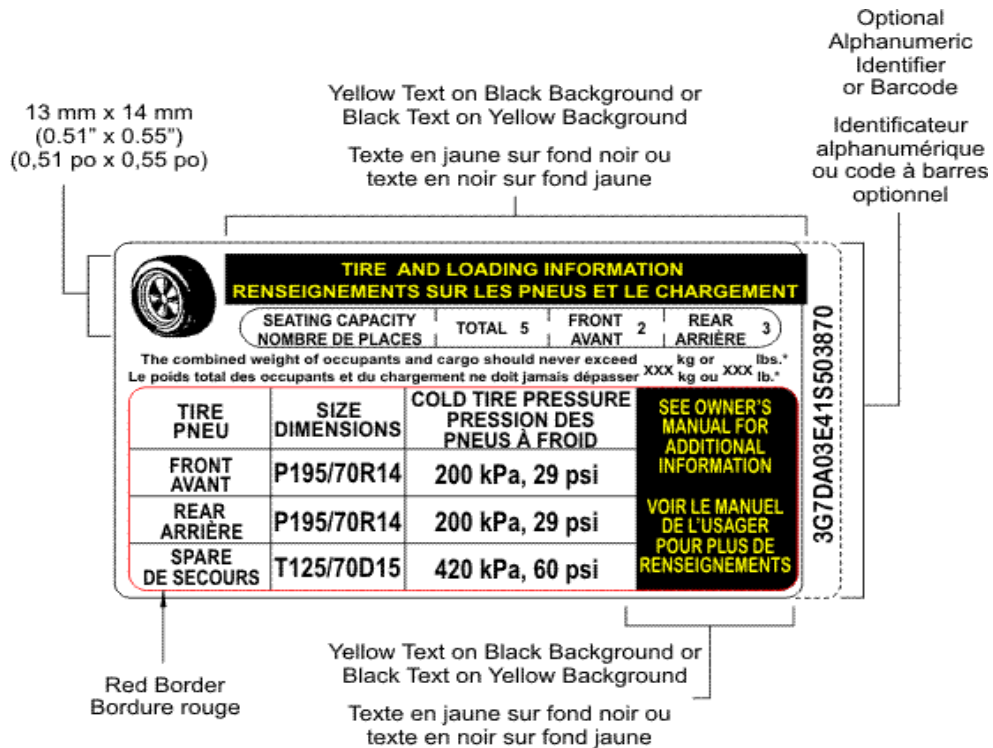 Optional
Alphanumeric
Identifier
or Barcode
Identificateur
alphanumérique
ou code à barres
optionnel
13 mm x 14 mm
(0.51” x 0.55”)
(0,51 po x 0,55 po)
Yellow Text on Black Background or
Black Text on Yellow Background
Texte en jaune sur fond noir ou
texte en noir sur fond jaune
TIRE AND LOADING INFORMATION
RENSEIGNEMENTS SUR LES PNEUS ET LE CHARGEMENT
SEATING CAPACITY
NOMBRE DE PLACES
TOTAL 5
FRONT
AVANT
2
REAR
ARRIÈRE
3
The combined weight of occupants and cargo should never exceed XXX kg or XXX lbs.*
Le poids total des occupants et du chargement ne doit jamais dépasser XXX kg ou XXX lb.*
TIRE
PNEU
SIZE
DIMENSIONS
COLD TIRE PRESSURE
PRESSION DES
PNEUS À FROID
FRONT
AVANT
P195/70R14
200 kPa, 29 psi
REAR
ARRIÈRE
P195/70R14
200 kPa, 29 psi
SPARE
DE SECOURS
T125/70D15
420 kPa, 60 psi
SEE OWNER’S
MANUAL FOR
ADDITIONAL
INFORMATION
VOIR LE MANUEL
DE L’USAGER
POUR PLUS DE
RENSEIGNEMENTS
3G7DA03E41S503870
Red Border
Bordure rouge
Yellow Text on Black Background or
Black Text on Yellow Background
Texte en jaune sur fond noir ou
texte en noir sur fond jaune